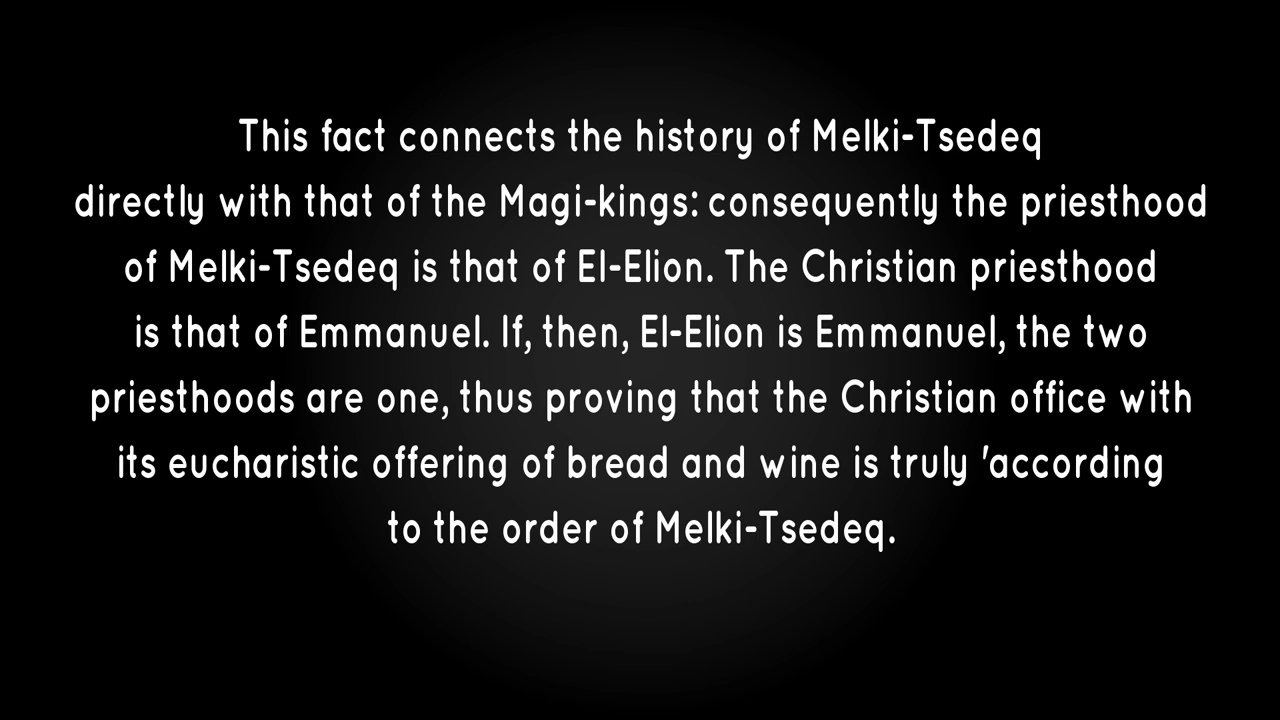 This fact connects the history of Melki-Tsedeq
directly with that of the Magi-kings: consequently the priesthood
of Melki-Tsedeq is that of El-Elion. The Christian priesthood
is that of Emmanuel. If, then, El-Elion is Emmanuel, the two
priesthoods are one, thus proving that the Christian office with
its eucharistic offering of bread and wine is truly 'according
to the order of Melki-Tsedeq.